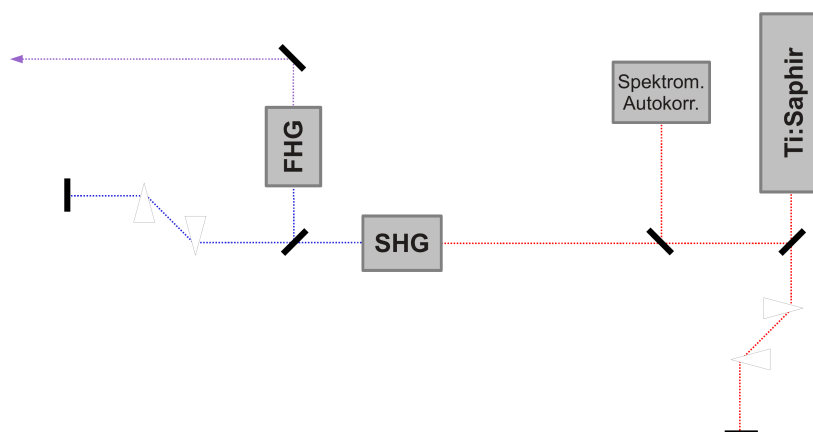 Spektrom.
Autokorr.
Ti:Saphir
FHG
SHG